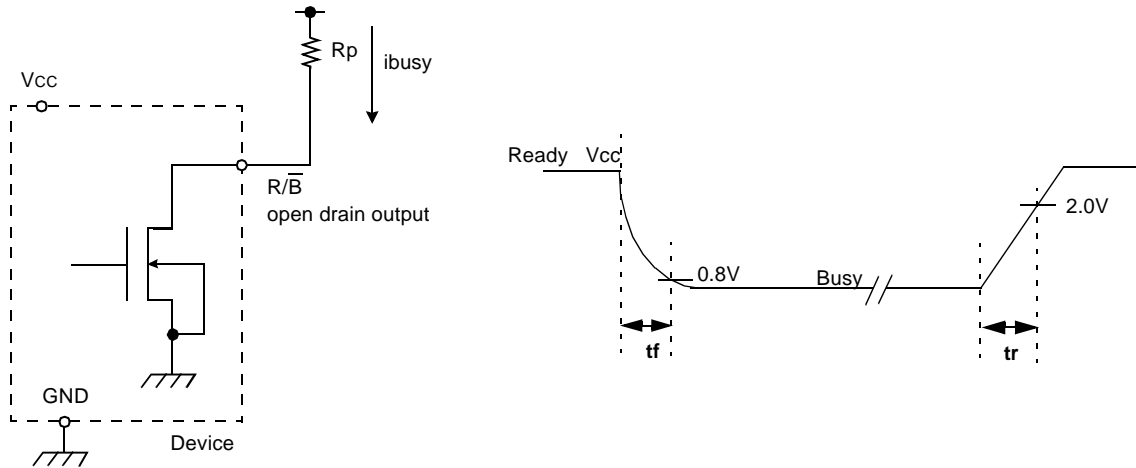 Rp
ibusy
VCC
R/B̅
open drain output
GND
Device
Ready Vcc
2.0V
0.8V
Busy
tf
tr